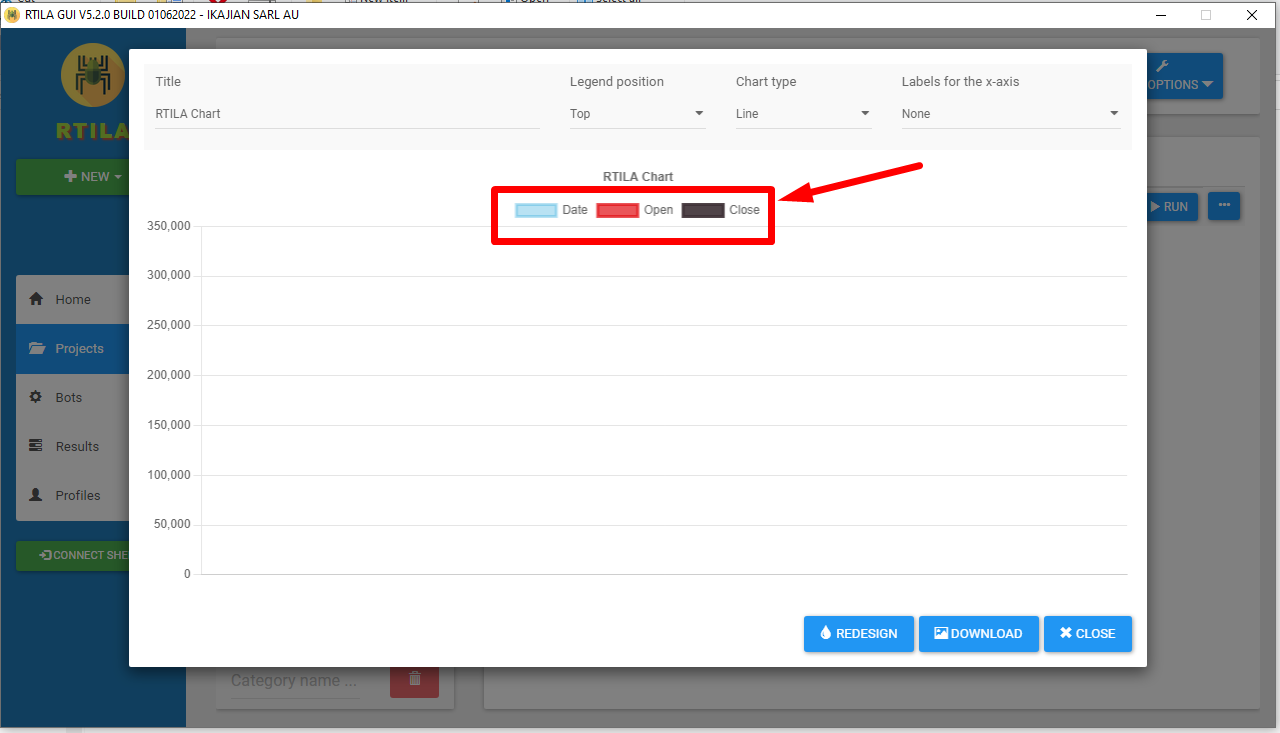 RTILA GUI V5.2.0 BUILD 01062022 - IKAJIAN SARL AU
RTILA
NEW
Home
Projects
Bots
Results
Profiles
CONNECT SHE
Title
Legend position
Chart type
Labels for the x-axis
RTILA Chart
Top
Line
None
OPTIONS
RUN
RTILA Chart
Date
Open
Close
350,000
300,000
250,000
200,000
150,000
100,000
50,000
0
REDESIGN
DOWNLOAD
CLOSE
Category name ...